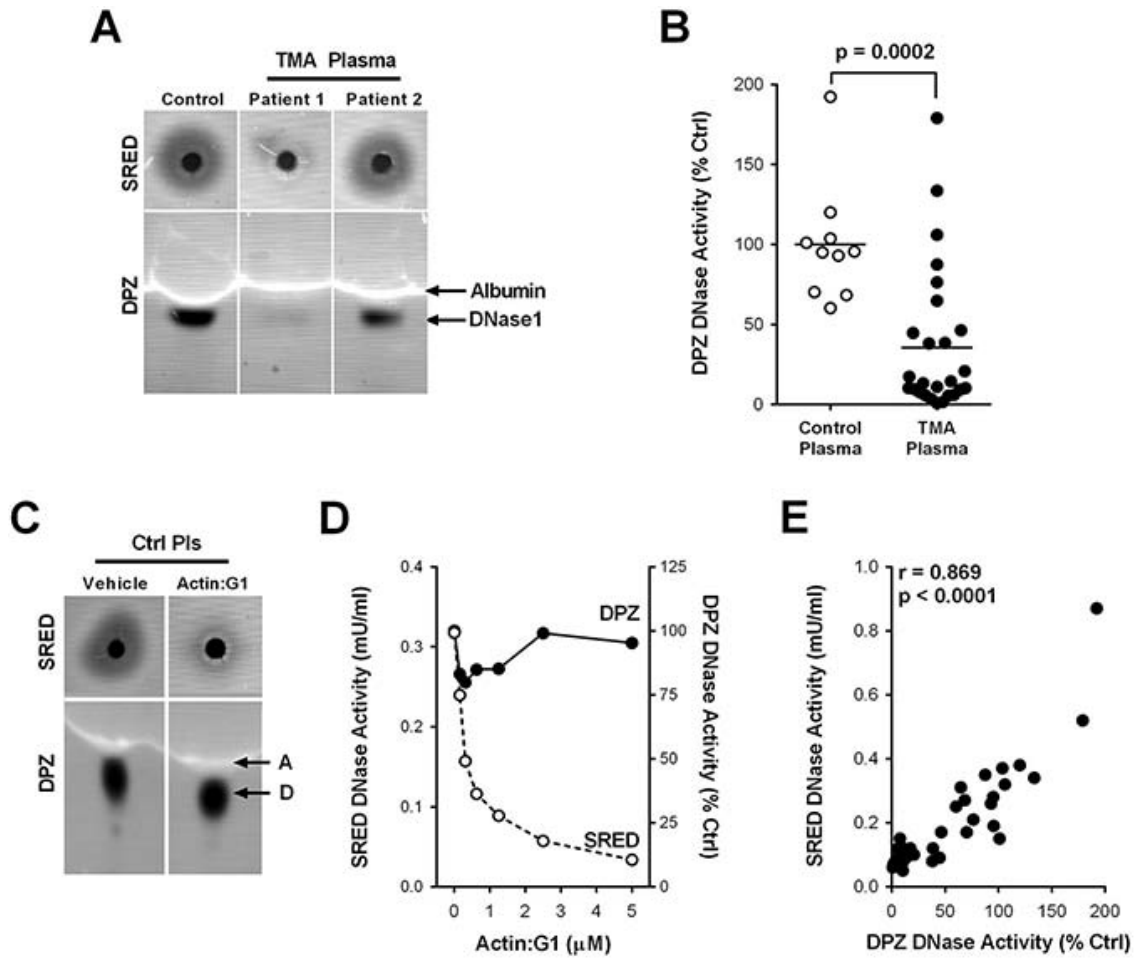 A
TMA Plasma
Control Patient 1 Patient 2
SRED
DPZ
Albumin
DNase1
B
p = 0.0002
DPZ DNase Activity (% Ctrl)
200
150
100
50
0
Control Plasma
TMA Plasma
C
Ctrl Pls
Vehicle Actin:G1
SRED
DPZ
A
D
D
SRED DNase Activity (mU/ml)
0.4
0.3
0.2
0.1
0.0
DPZ
SRED
125
100
75
50
25
0
DPZ DNase Activity (% Ctrl)
0 1 2 3 4 5
Actin:G1 (μM)
E
r = 0.869
p < 0.0001
SRED DNase Activity (mU/ml)
1.0
0.8
0.6
0.4
0.2
0.0
0 50 100 150 200
DPZ DNase Activity (% Ctrl)